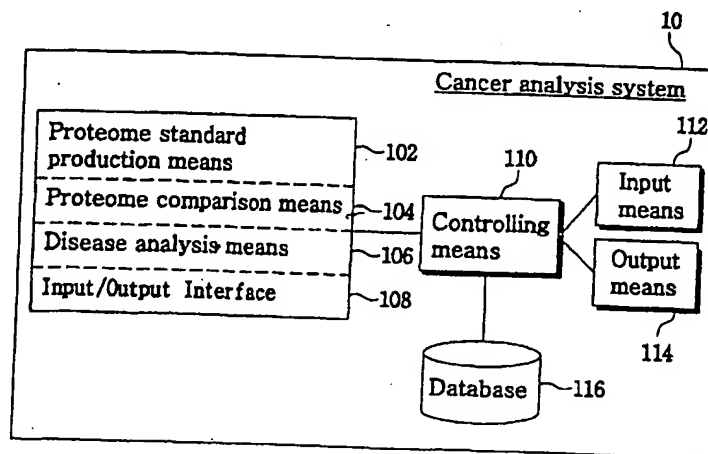 10
Cancer analysis system
Proteome standard
production means
102
Proteome comparison means
104
Disease analysis means
106
Input/Output Interface
108
110
Controlling
means
112
Input
means
Output
means
114
Database
116